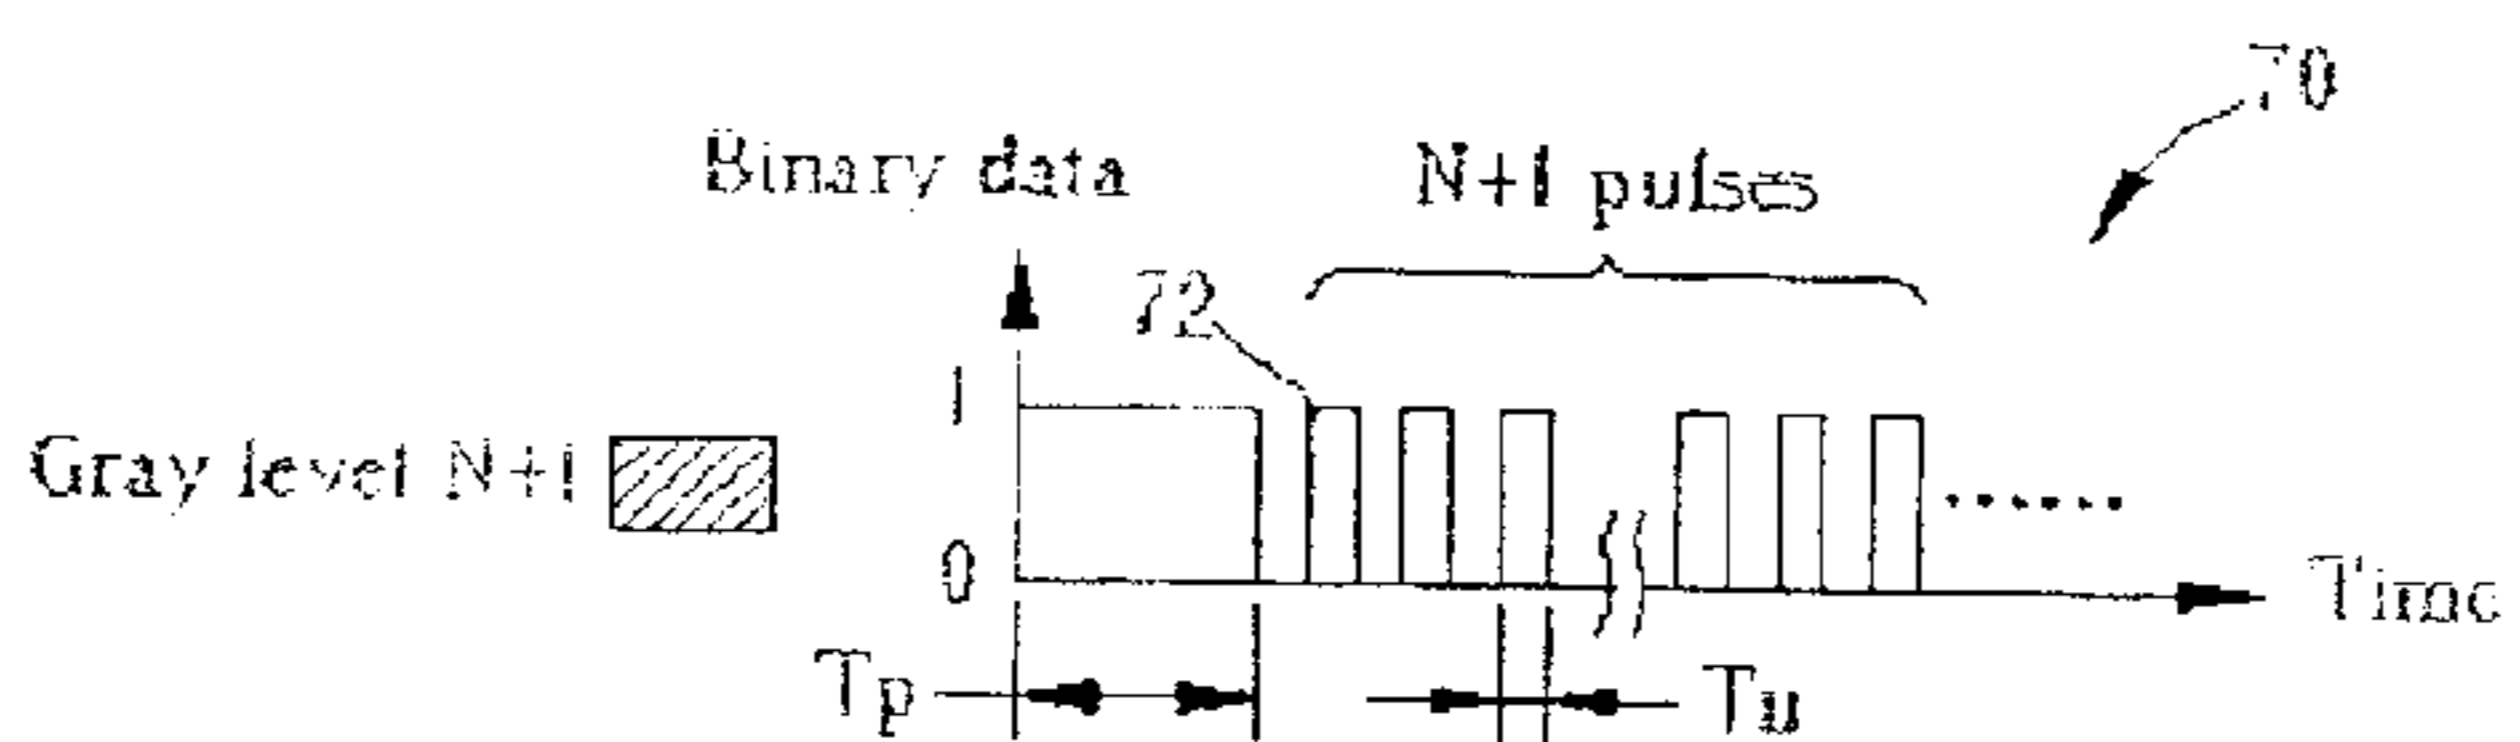 70
Binary data
N+1 pulses
72
1
Gray level N+1
......
0
Time
Tp
Tu